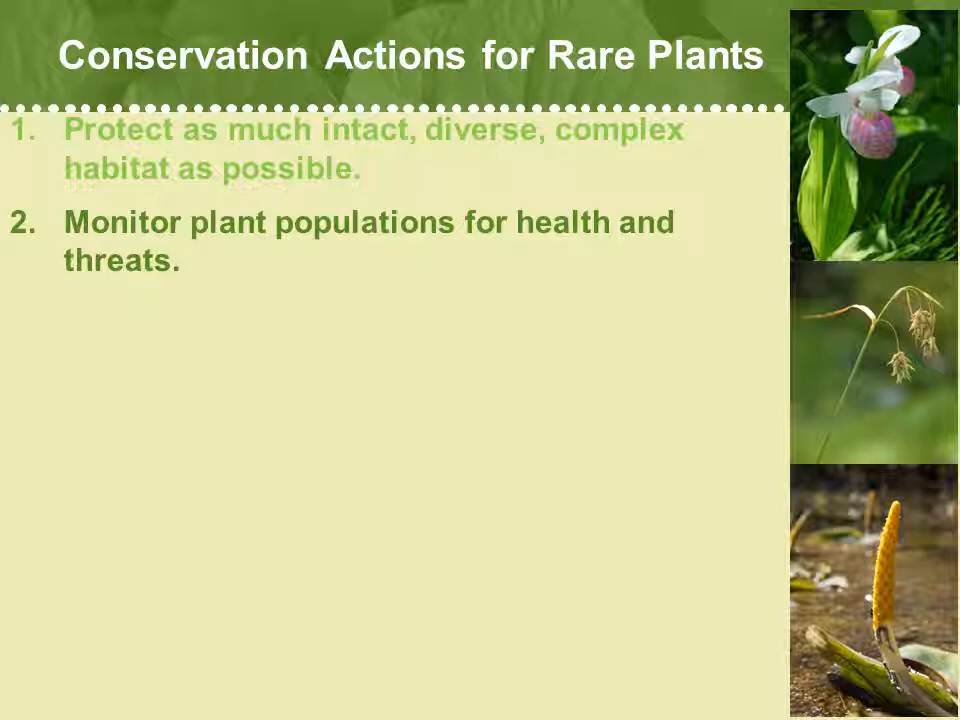 Conservation Actions for Rare Plants
1. Protect as much intact, diverse, complex
habitat as possible.
2. Monitor plant populations for health and
threats.